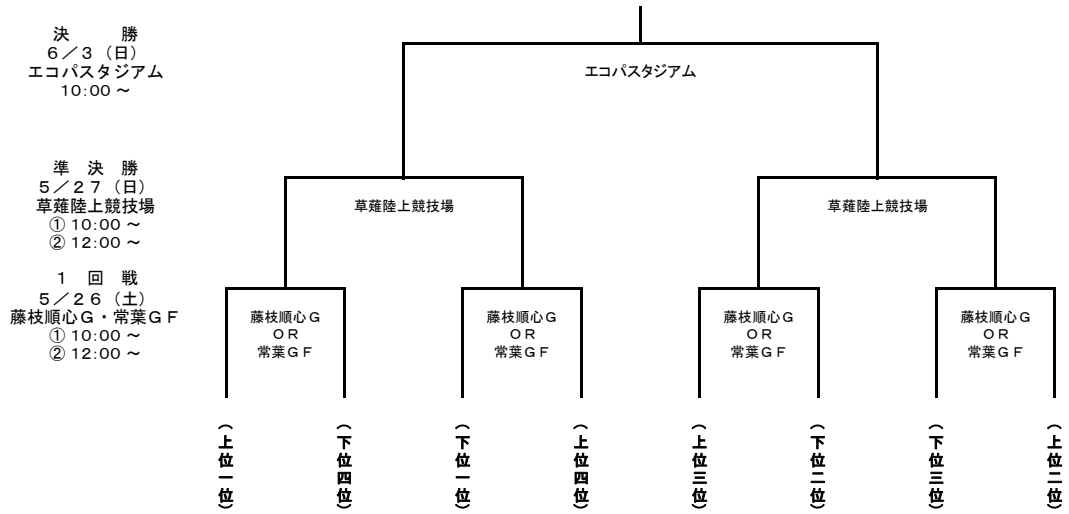 決 勝
6／3（日）
エコパスタジアム
10:00～
エコパスタジアム
準 決 勝
5／27（日）
草薙陸上競技場
① 10:00～
② 12:00～
草薙陸上競技場
草薙陸上競技場
1 回 戦
5／26（土）
藤枝順心G・常葉GF
① 10:00～
② 12:00～
藤枝順心G
OR
常葉GF
藤枝順心G
OR
常葉GF
藤枝順心G
OR
常葉GF
藤枝順心G
OR
常葉GF
（上位一位）
（下位四位）
（下位一位）
（上位四位）
（上位三位）
（下位二位）
（下位三位）
（上位二位）